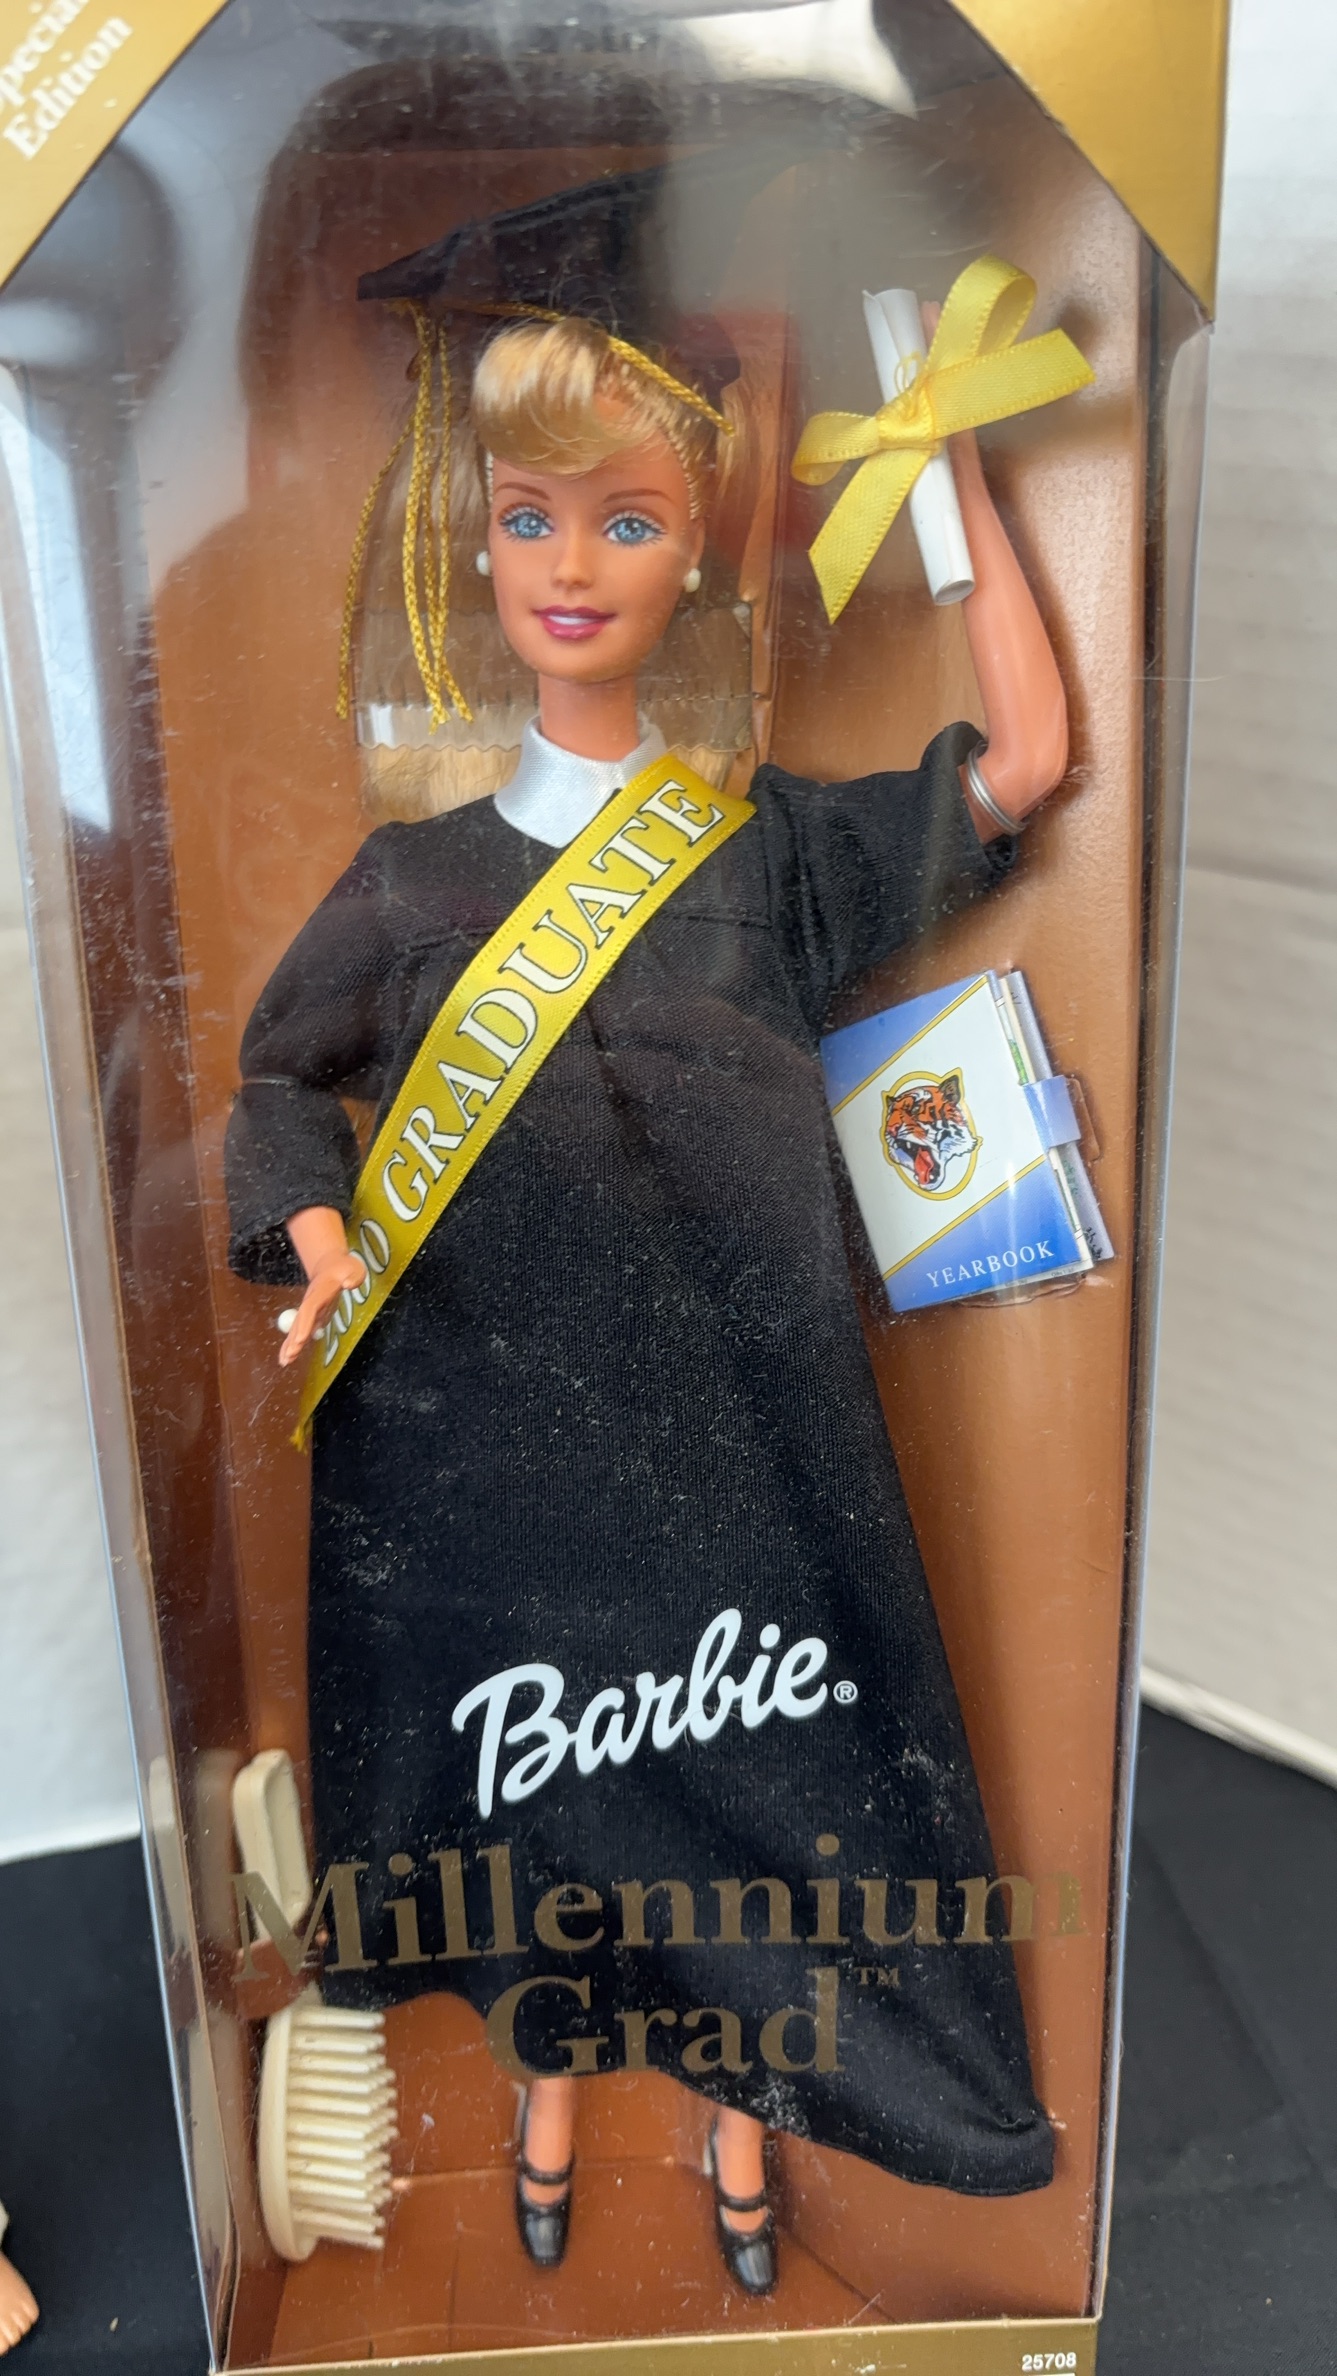 Special
Edition
2000 GRADUATE
YEARBOOK
Barbie®
Millennium
Grad™
25708